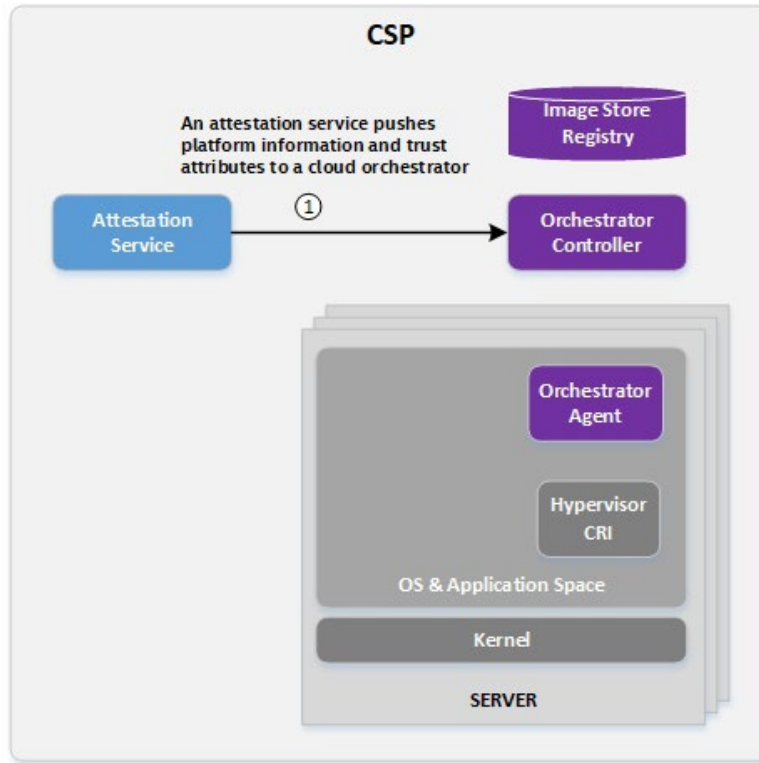 CSP
Image Store
Registry
An attestation service pushes
platform information and trust
attributes to a cloud orchestrator
1
Attestation
Service
Orchestrator
Controller
Orchestrator
Agent
Hypervisor
CRI
OS & Application Space
Kernel
SERVER